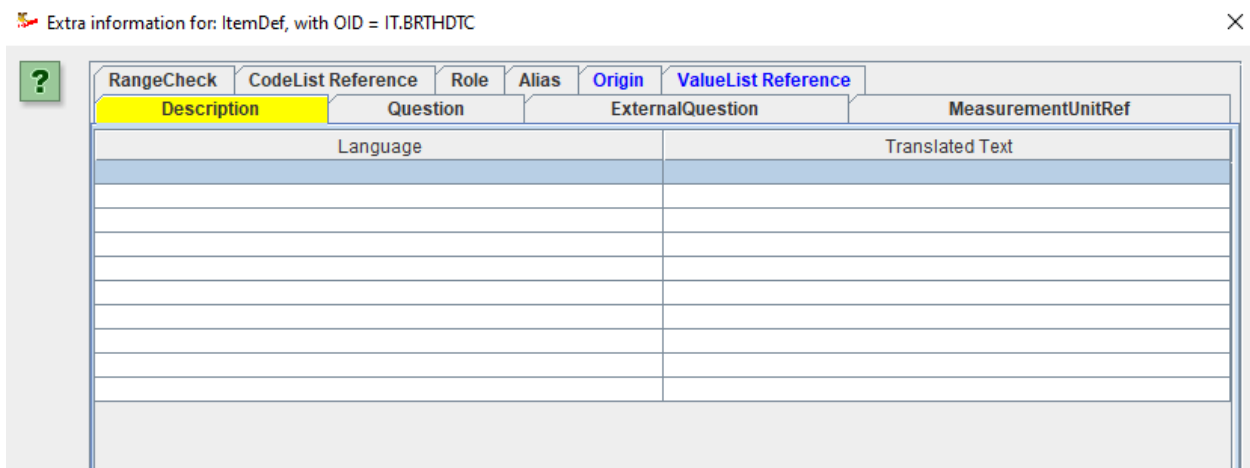 Extra information for: ItemDef, with OID = IT.BRTHDTC
?
RangeCheck CodeList Reference Role Alias Origin ValueList Reference
Description Question ExternalQuestion MeasurementUnitRef
Language Translated Text